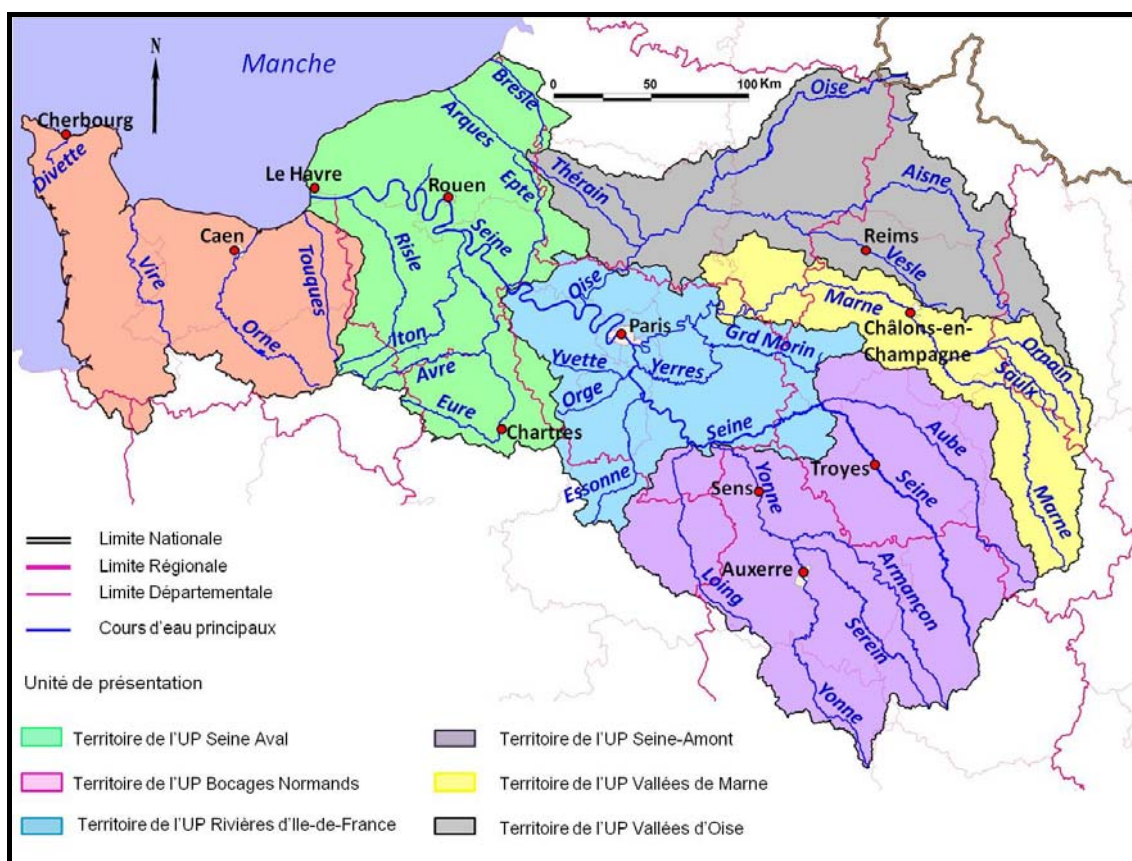 Manche
N
0 50 100 Km
Bresle
Oise
Cherbourg
Divette
Arques
Thérain
Aisne
Le Havre
Rouen
Epte
Caen
Seine
Reims
Vesle
Vire
Touques
Risle
Oise
Marne
Orne
Iton
Paris
Grd Morin
Châlons-en-
Champagne
Ornain
Saulx
Avre
Yvette
Yerres
Orge
Eure
Chartres
Seine
Aube
Troyes
Seine
Essonne
Sens
Yonne
Marne
Auxerre
Loing
Armançon
Serein
Yonne
Limite Nationale
Limite Régionale
Limite Départementale
Cours d'eau principaux
Unité de présentation
Territoire de l'UP Seine Aval
Territoire de l'UP Bocages Normands
Territoire de l'UP Rivières d'Ile-de-France
Territoire de l'UP Seine-Amont
Territoire de l'UP Vallées de Marne
Territoire de l'UP Vallées d'Oise